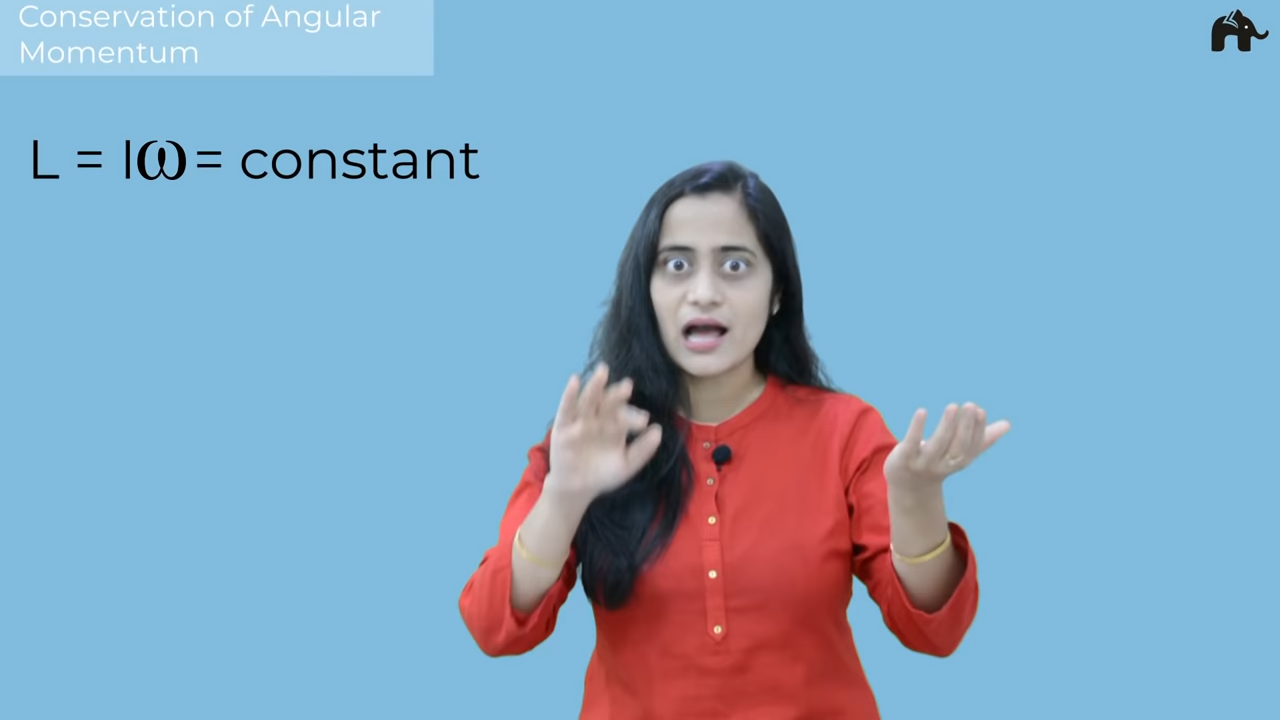 Conservation of Angular
Momentum
L = Iω = constant